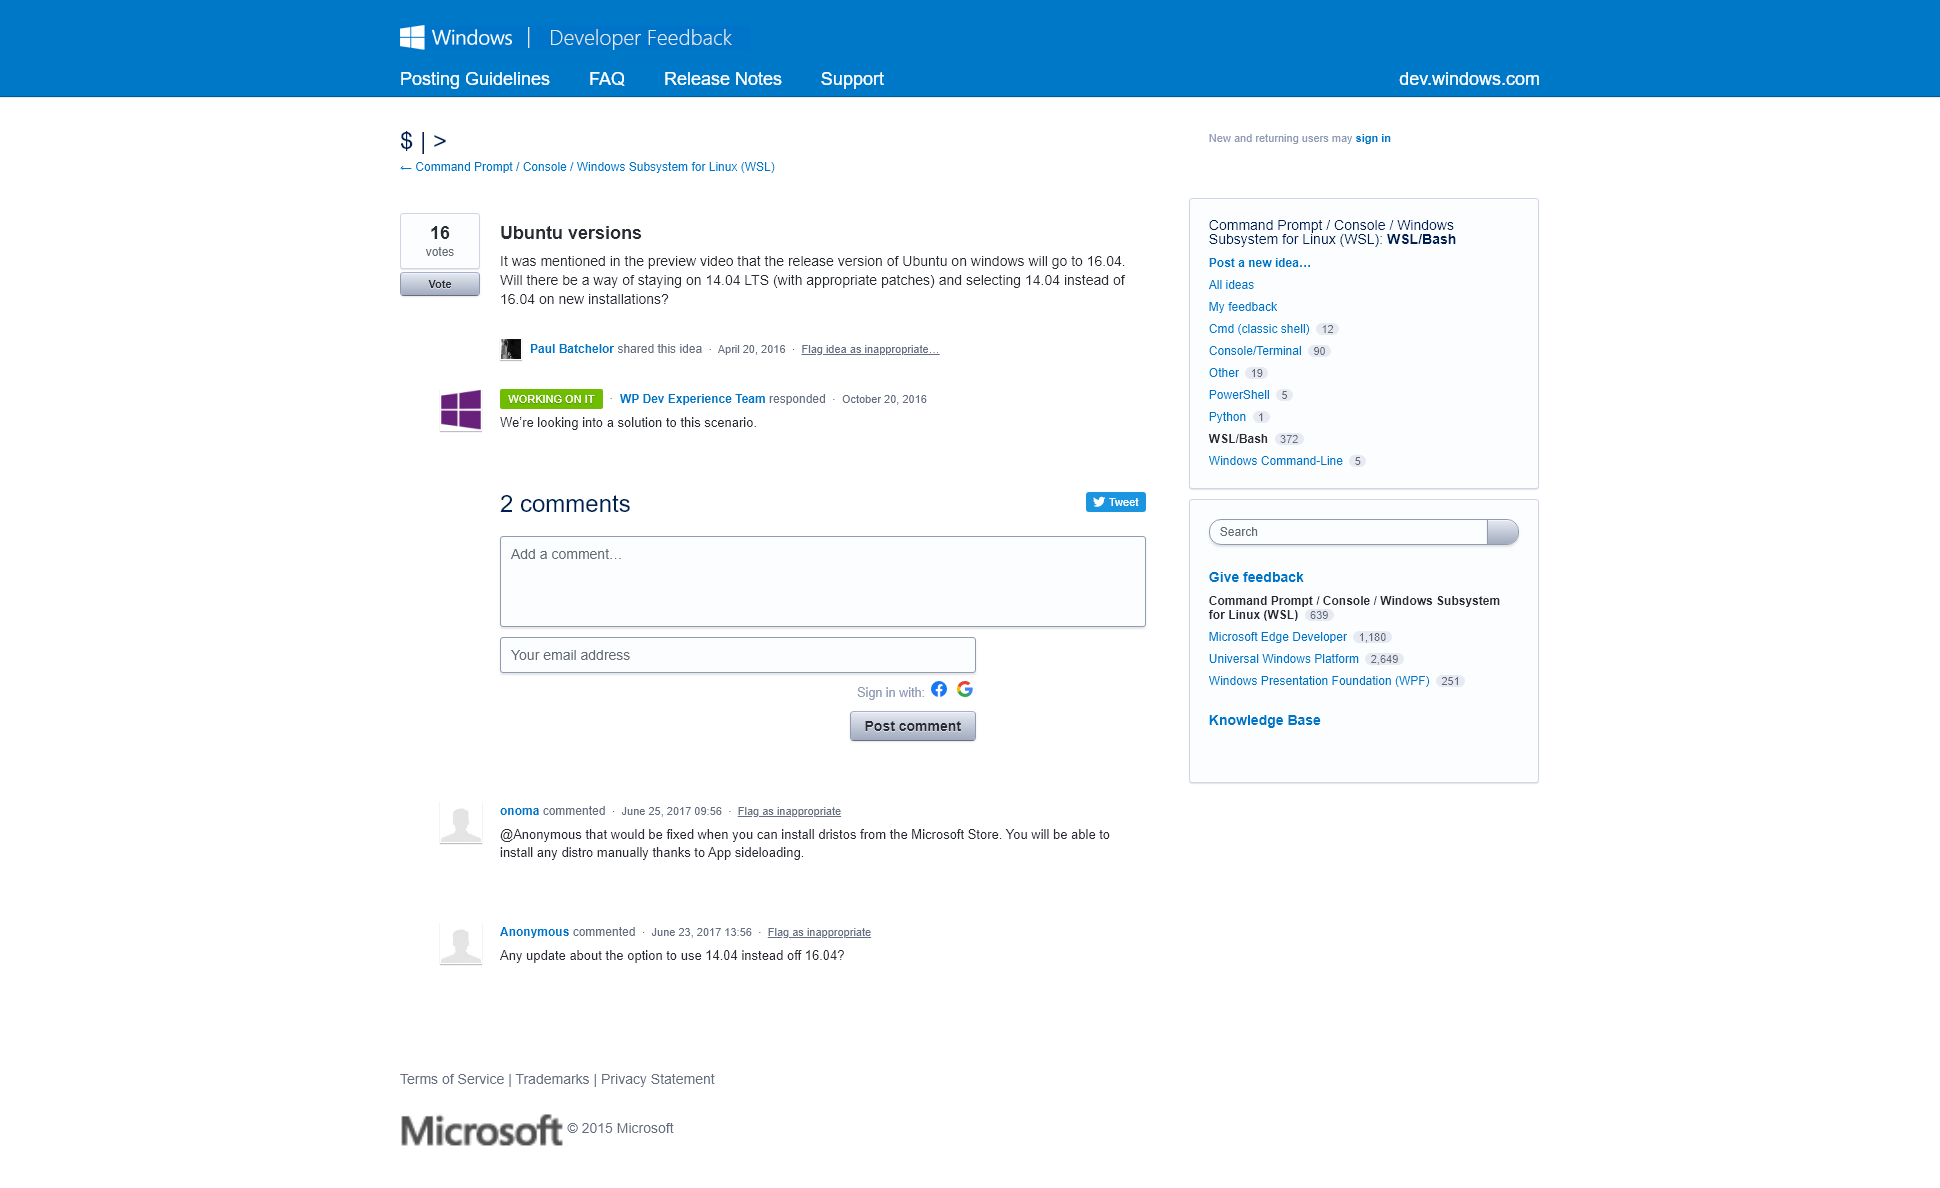 Windows | Developer Feedback
Posting Guidelines FAQ Release Notes Support dev.windows.com
$ | >
← Command Prompt / Console / Windows Subsystem for Linux (WSL)
New and returning users may sign in
16
votes
Vote
Ubuntu versions
It was mentioned in the preview video that the release version of Ubuntu on windows will go to 16.04.
Will there be a way of staying on 14.04 LTS (with appropriate patches) and selecting 14.04 instead of
16.04 on new installations?
Paul Batchelor shared this idea · April 20, 2016 · Flag idea as inappropriate…
WORKING ON IT · WP Dev Experience Team responded · October 20, 2016
We’re looking into a solution to this scenario.
2 comments
Tweet
Add a comment…
Your email address
Sign in with:
Post comment
onoma commented · June 25, 2017 09:56 · Flag as inappropriate
@Anonymous that would be fixed when you can install dristos from the Microsoft Store. You will be able to
install any distro manually thanks to App sideloading.
Anonymous commented · June 23, 2017 13:56 · Flag as inappropriate
Any update about the option to use 14.04 instead off 16.04?
Command Prompt / Console / Windows
Subsystem for Linux (WSL): WSL/Bash
Post a new idea…
All ideas
My feedback
Cmd (classic shell) 12
Console/Terminal 90
Other 19
PowerShell 5
Python 1
WSL/Bash 372
Windows Command-Line 5
Search
Give feedback
Command Prompt / Console / Windows Subsystem
for Linux (WSL) 639
Microsoft Edge Developer 1,180
Universal Windows Platform 2,649
Windows Presentation Foundation (WPF) 251
Knowledge Base
Terms of Service | Trademarks | Privacy Statement
Microsoft © 2015 Microsoft